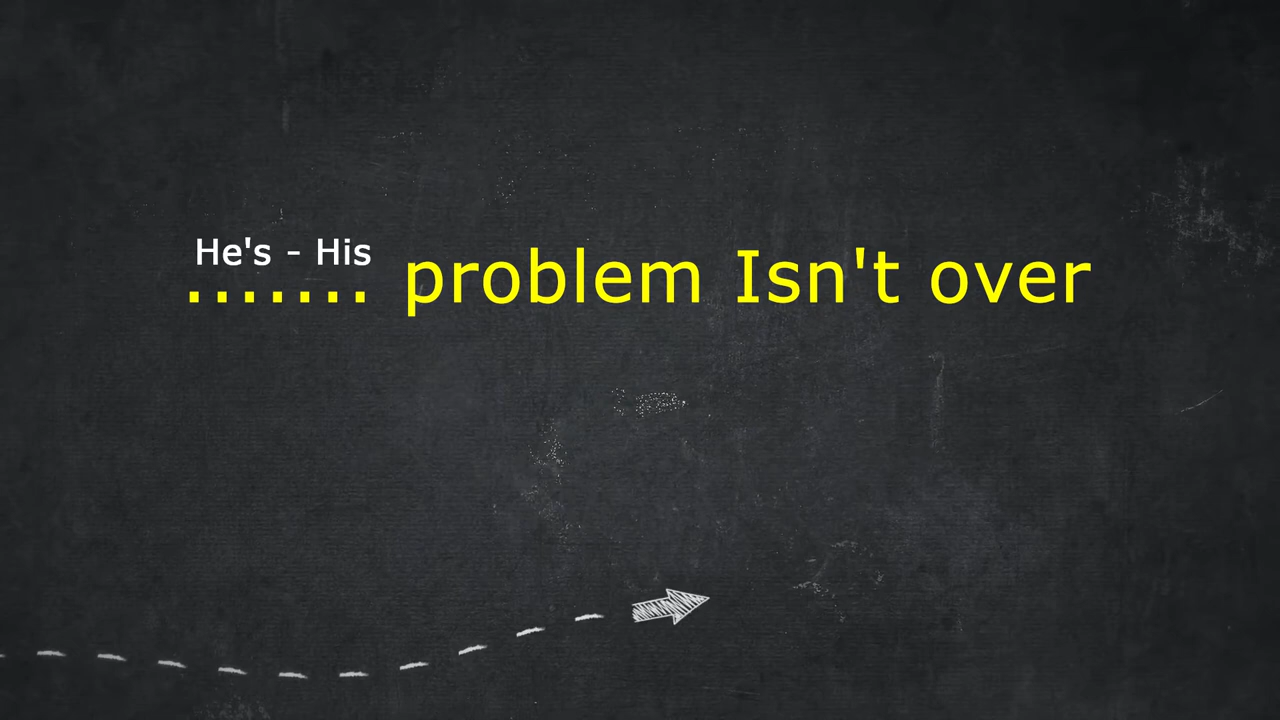 He's - His
....... problem Isn't over